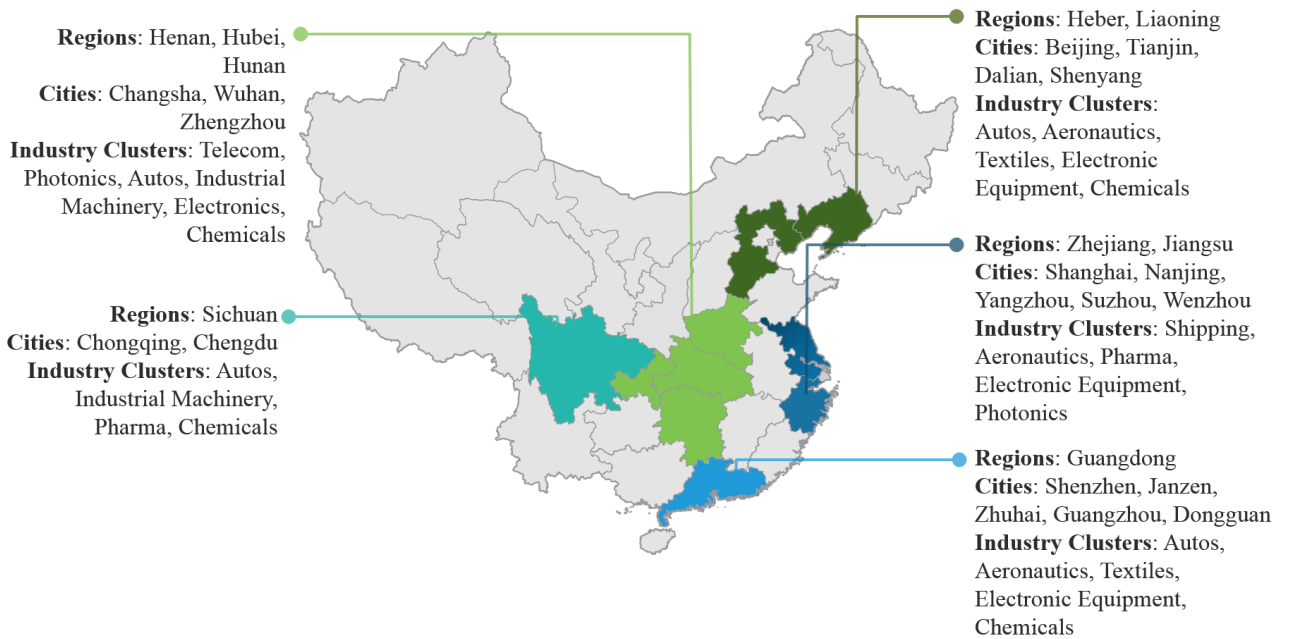 Regions: Henan, Hubei,
Hunan
Cities: Changsha, Wuhan,
Zhengzhou
Industry Clusters: Telecom,
Photonics, Autos, Industrial
Machinery, Electronics,
Chemicals
Regions: Sichuan
Cities: Chongqing, Chengdu
Industry Clusters: Autos,
Industrial Machinery,
Pharma, Chemicals
Regions: Heber, Liaoning
Cities: Beijing, Tianjin,
Dalian, Shenyang
Industry Clusters:
Autos, Aeronautics,
Textiles, Electronic
Equipment, Chemicals
Regions: Zhejiang, Jiangsu
Cities: Shanghai, Nanjing,
Yangzhou, Suzhou, Wenzhou
Industry Clusters: Shipping,
Aeronautics, Pharma,
Electronic Equipment,
Photonics
Regions: Guangdong
Cities: Shenzhen, Janzen,
Zhuhai, Guangzhou, Dongguan
Industry Clusters: Autos,
Aeronautics, Textiles,
Electronic Equipment,
Chemicals